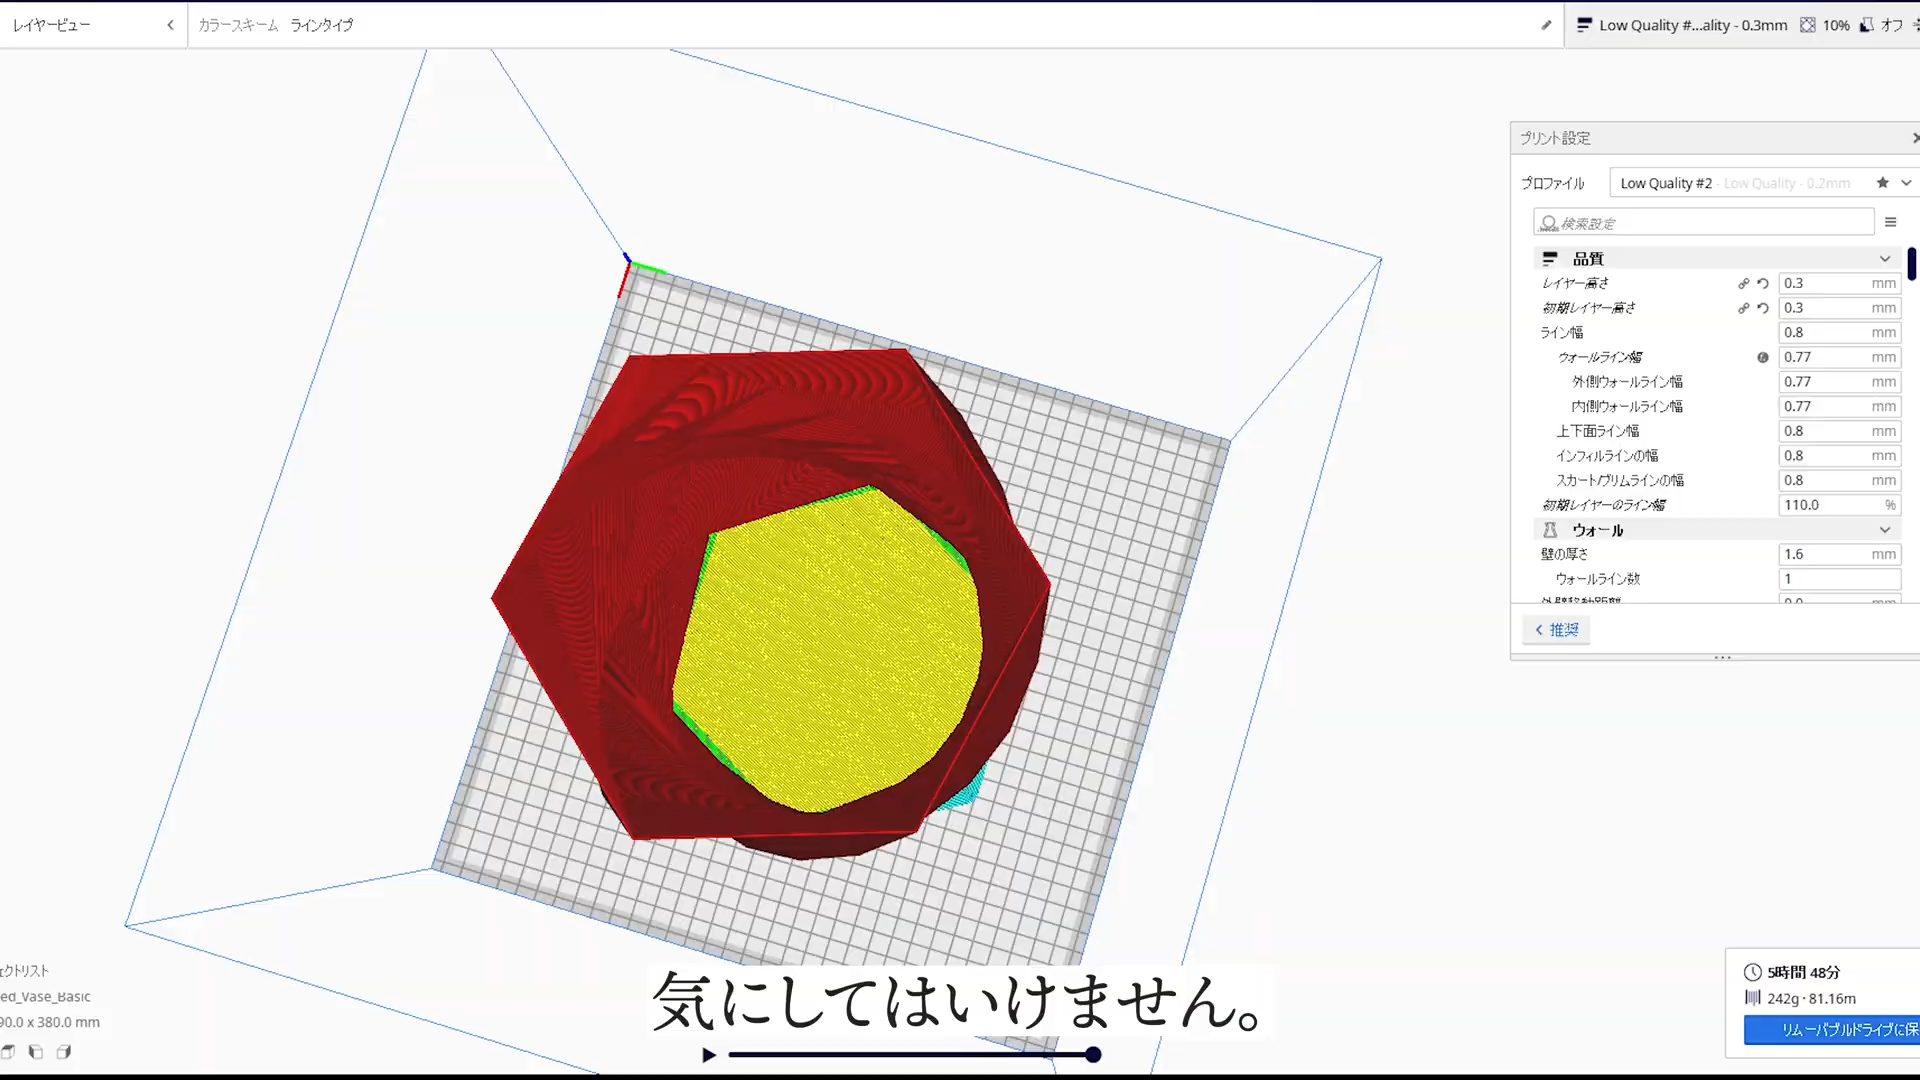 レイヤービュー
カラースキーム ラインタイプ
Low Quality #...ality - 0.3mm 10% オフ
プリント設定
プロファイル Low Quality #2 - Low Quality - 0.2mm
検索設定
品質
レイヤー高さ 0.3 mm
初期レイヤー高さ 0.3 mm
ライン幅 0.8 mm
ウォールライン幅 0.77 mm
外側ウォールライン幅 0.77 mm
内側ウォールライン幅 0.77 mm
上下面ライン幅 0.8 mm
インフィルラインの幅 0.8 mm
スカート/ブリムラインの幅 0.8 mm
初期レイヤーのライン幅 110.0 %
ウォール
壁の厚さ 1.6 mm
ウォールライン数 1
推奨
ェクトリスト
ed_Vase_Basic
90.0 x 380.0 mm
気にしてはいけません。
5時間 48分
242g · 81.16m
リムーバブルドライブに保